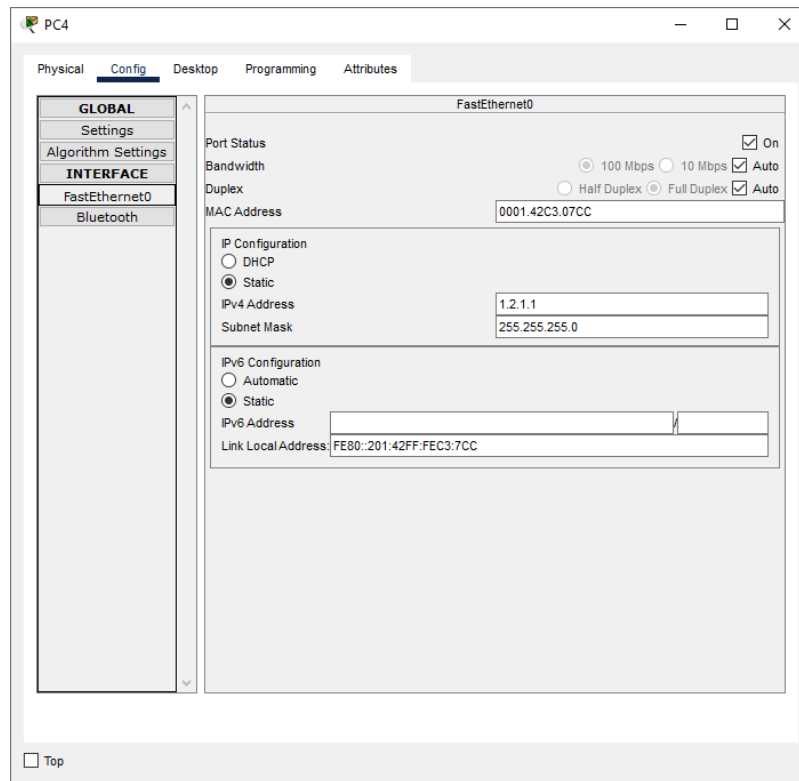 PC4
Physical Config Desktop Programming Attributes
GLOBAL
Settings
Algorithm Settings
INTERFACE
FastEthernet0
Bluetooth
FastEthernet0
Port Status On
Bandwidth 100 Mbps 10 Mbps Auto
Duplex Half Duplex Full Duplex Auto
MAC Address 0001.42C3.07CC
IP Configuration
DHCP
Static
IPv4 Address 1.2.1.1
Subnet Mask 255.255.255.0
IPv6 Configuration
Automatic
Static
IPv6 Address /
Link Local Address: FE80::201:42FF:FEC3:7CC
Top